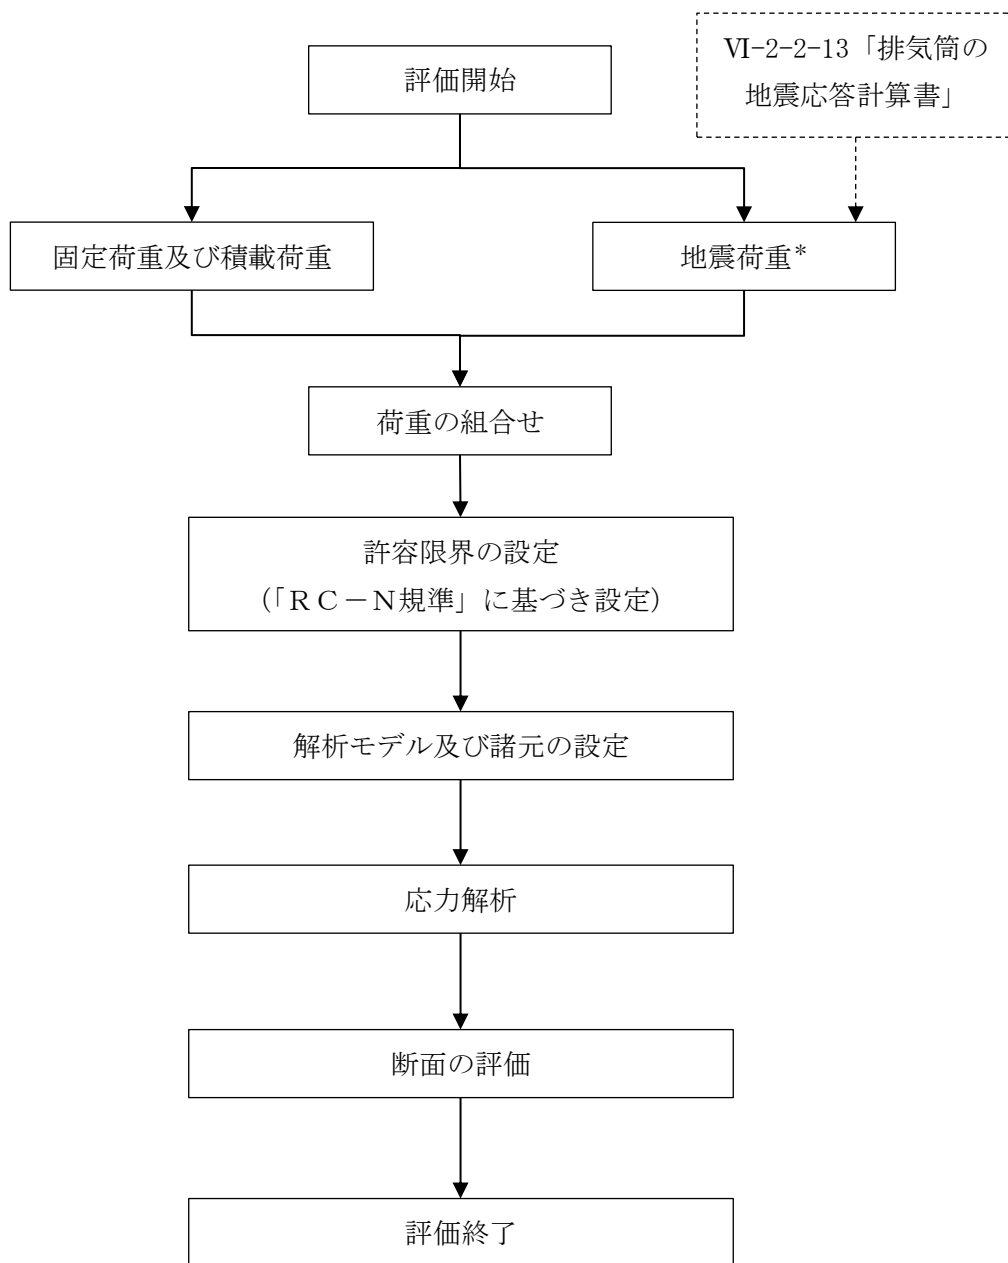 評価開始
Ⅵ-2-2-13「排気筒の
地震応答計算書」
固定荷重及び積載荷重
地震荷重*
荷重の組合せ
許容限界の設定
(「RC-N規準」に基づき設定)
解析モデル及び諸元の設定
応力解析
断面の評価
評価終了